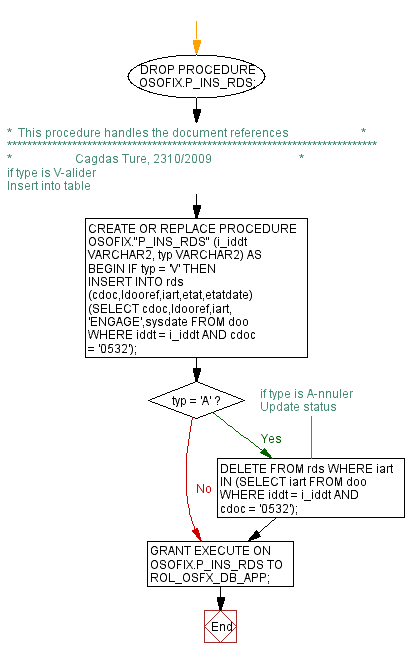 DROP PROCEDURE
OSOFIX.P_INS_RDS;
* This procedure handles the document references *
***************************************************************************
* Cagdas Ture, 2310/2009 *
if type is V-alider
Insert into table
CREATE OR REPLACE PROCEDURE
OSOFIX."P_INS_RDS" (i_iddt
VARCHAR2, typ VARCHAR2) AS
BEGIN IF typ = 'V' THEN
INSERT INTO rds
(cdoc,ldooref,iart,etat,etatdate)
(SELECT cdoc,ldooref,iart,
'ENGAGE',sysdate FROM doo
WHERE iddt = i_iddt AND cdoc
= '0532');
typ = 'A' ?
if type is A-nnuler
Update status
Yes
DELETE FROM rds WHERE iart
IN (SELECT iart FROM doo
WHERE iddt = i_iddt AND
cdoc = '0532');
No
GRANT EXECUTE ON
OSOFIX.P_INS_RDS TO
ROL_OSFX_DB_APP;
End